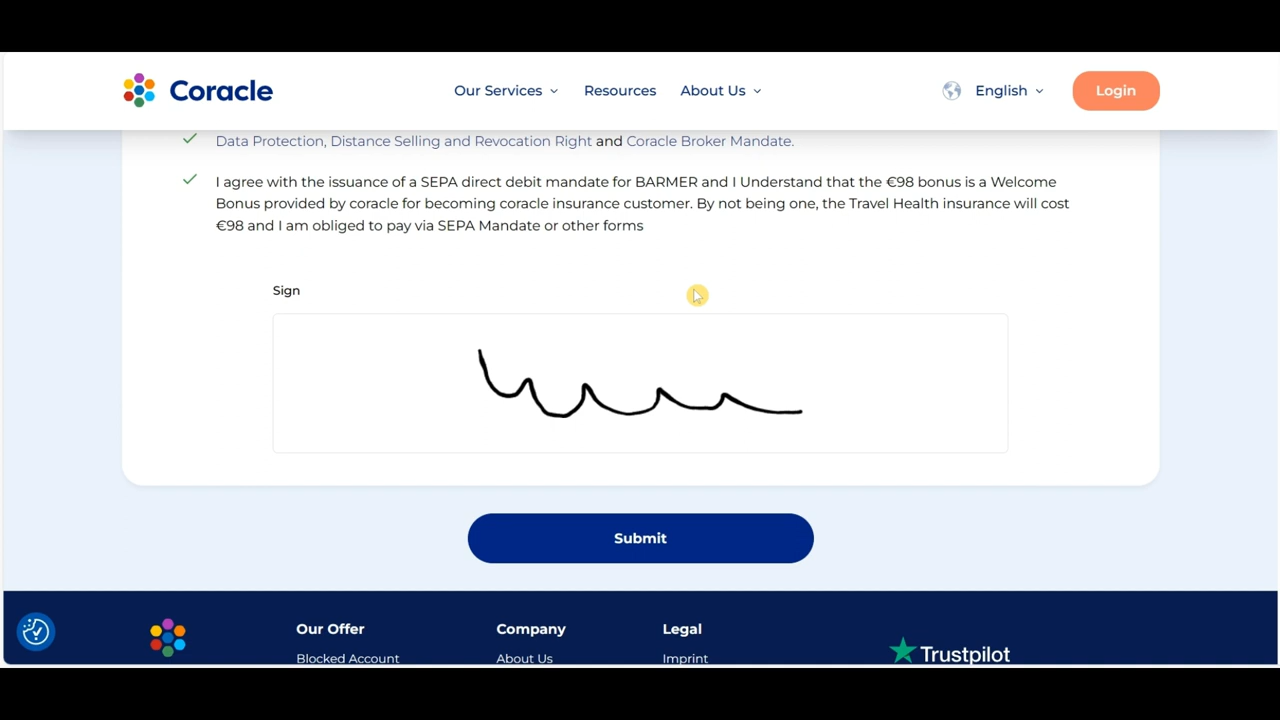 Coracle
Our Services
Resources
About Us
English
Login
Data Protection, Distance Selling and Revocation Right and Coracle Broker Mandate.
I agree with the issuance of a SEPA direct debit mandate for BARMER and I Understand that the €98 bonus is a Welcome
Bonus provided by coracle for becoming coracle insurance customer. By not being one, the Travel Health insurance will cost
€98 and I am obliged to pay via SEPA Mandate or other forms
Sign
Submit
Our Offer
Company
Legal
Blocked Account
About Us
Imprint
Trustpilot